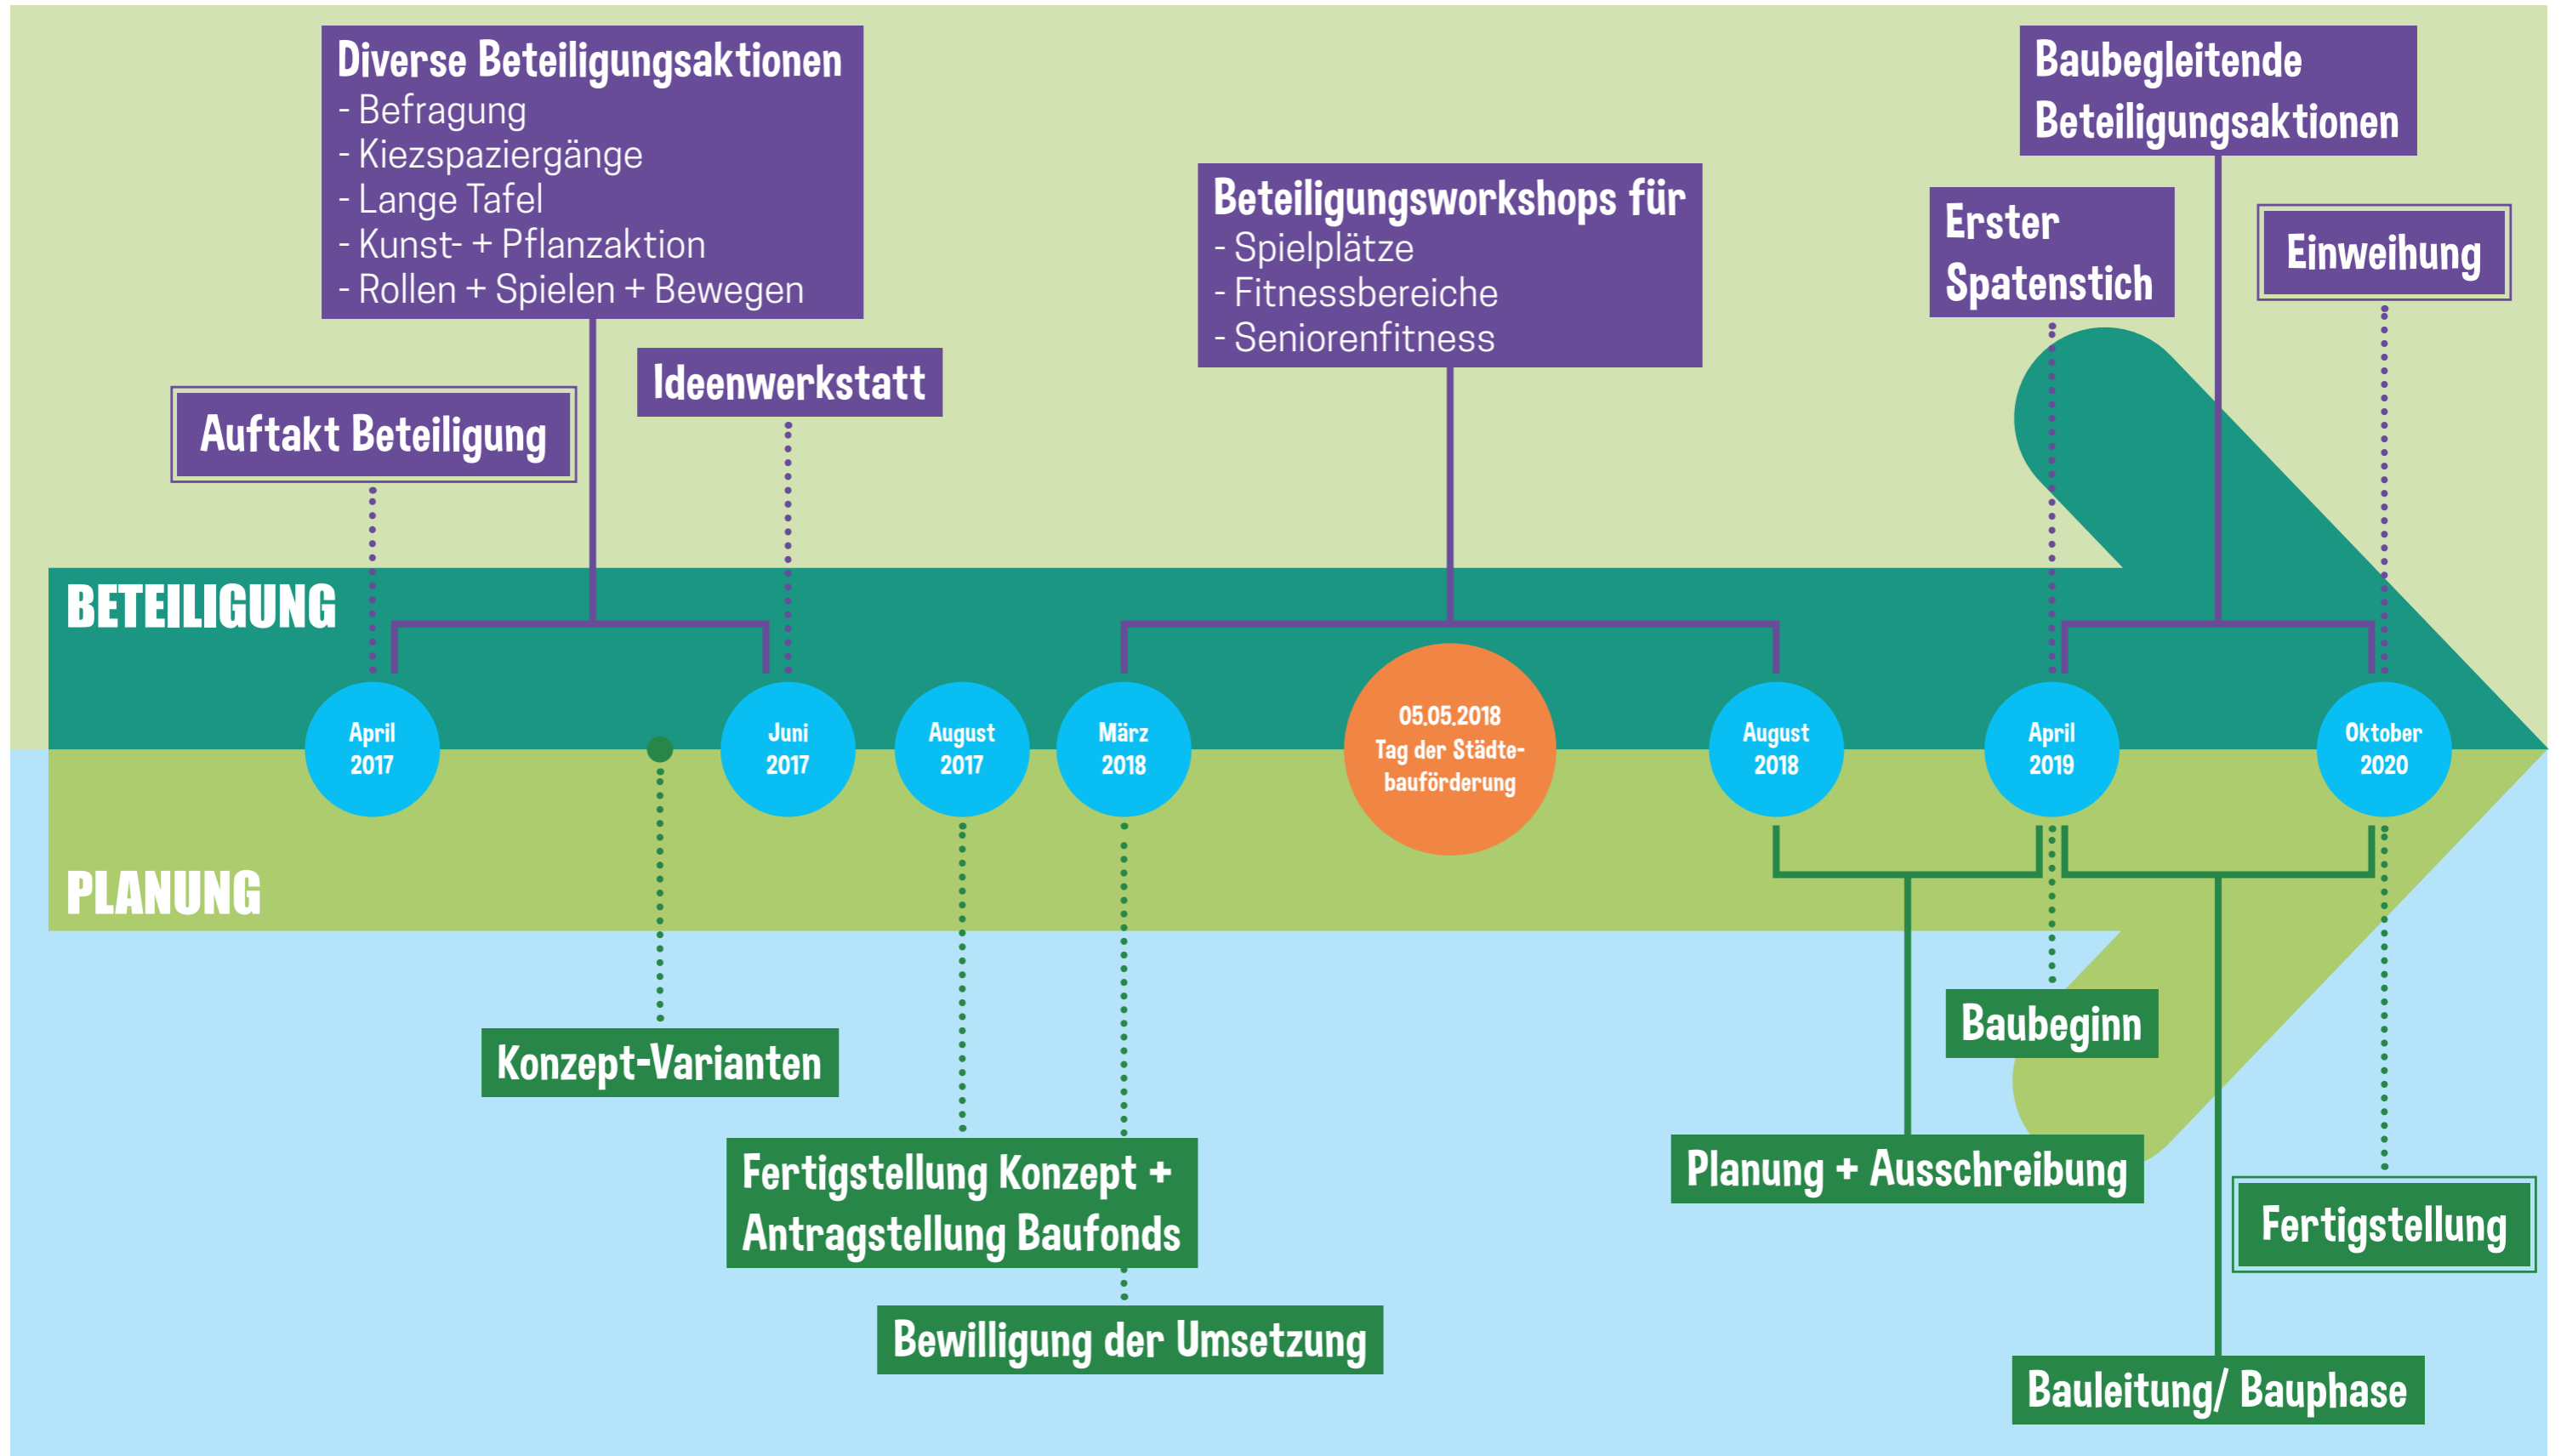 Diverse Beteiligungsaktionen
- Befragung
- Kiezspaziergänge
- Lange Tafel
- Kunst- + Pflanzaktion
- Rollen + Spielen + Bewegen
Auftakt Beteiligung
Ideenwerkstatt
Beteiligungsworkshops für
- Spielplätze
- Fitnessbereiche
- Seniorenfitness
Baubegleitende
Beteiligungsaktionen
Erster
Spatenstich
Einweihung
BETEILIGUNG
April
2017
Juni
2017
August
2017
März
2018
05.05.2018
Tag der Städte-
bauförderung
August
2018
April
2019
Oktober
2020
PLANUNG
Konzept-Varianten
Fertigstellung Konzept +
Antragstellung Baufonds
Bewilligung der Umsetzung
Baubeginn
Planung + Ausschreibung
Fertigstellung
Bauleitung/ Bauphase